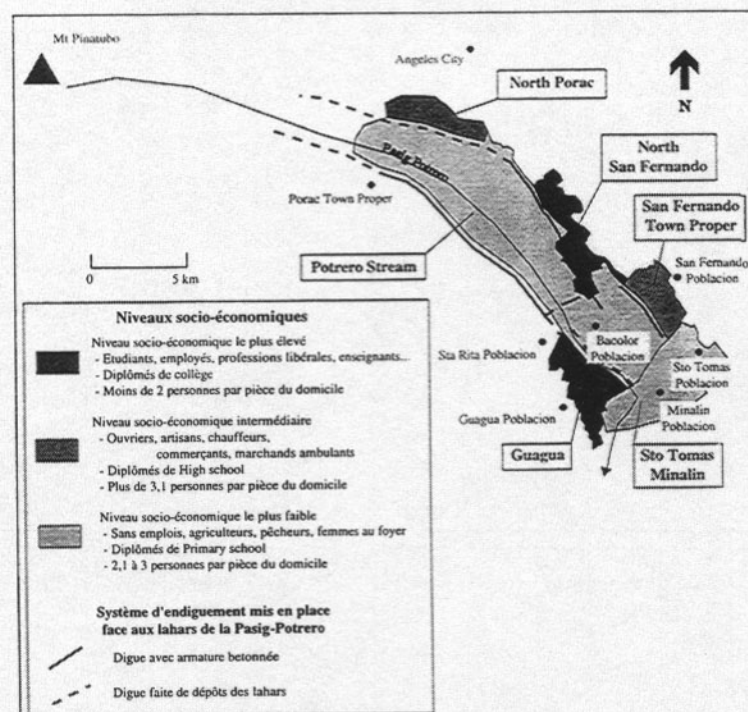 Mt Pinatubo
Angeles City
North Porac
N
Pasig Potrero
North
San Fernando
Porac Town Proper
San Fernando
Town Proper
0 5 km
Potrero Stream
San Fernando
Poblacion
Bacolor
Poblacion
Sta Rita Poblacion
Sto Tomas
Poblacion
Minalin
Poblacion
Guagua Poblacion
Guagua
Sto Tomas
Minalin
Niveaux socio-économiques
Niveau socio-économique le plus élevé
- Etudiants, employés, professions libérales, enseignants...
- Diplômés de collège
- Moins de 2 personnes par pièce du domicile
Niveau socio-économique intermédiaire
- Ouvriers, artisans, chauffeurs,
commerçants, marchands ambulants
- Diplômés de High school
- Plus de 3,1 personnes par pièce du domicile
Niveau socio-économique le plus faible
- Sans emplois, agriculteurs, pêcheurs, femmes au foyer
- Diplômés de Primary school
- 2,1 à 3 personnes par pièce du domicile
Système d'endiguement mis en place
face aux lahars de la Pasig-Potrero
Digue avec armature betonnée
Digue faite de dépôts des lahars